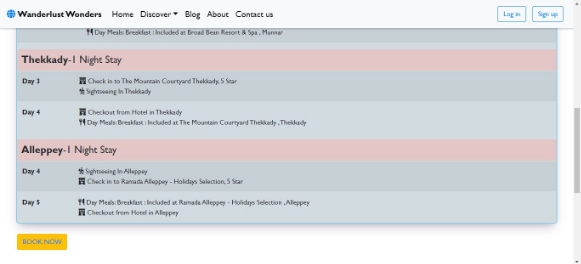 Wanderlust Wonders Home Discover Blog About Contact us Log in Sign up
Day Meals: Breakfast : Included at Broad Bean Resort & Spa , Munnar
Thekkady-1 Night Stay
Day 3 Check in to The Mountain Courtyard Thekkady, 5 Star
Sightseeing In Thekkady
Day 4 Checkout from Hotel in Thekkady
Day Meals: Breakfast : Included at The Mountain Courtyard Thekkady , Thekkady
Alleppey-1 Night Stay
Day 4 Sightseeing In Alleppey
Check in to Ramada Alleppey - Holidays Selection, 5 Star
Day 5 Day Meals: Breakfast : Included at Ramada Alleppey - Holidays Selection , Alleppey
Checkout from Hotel in Alleppey
BOOK NOW